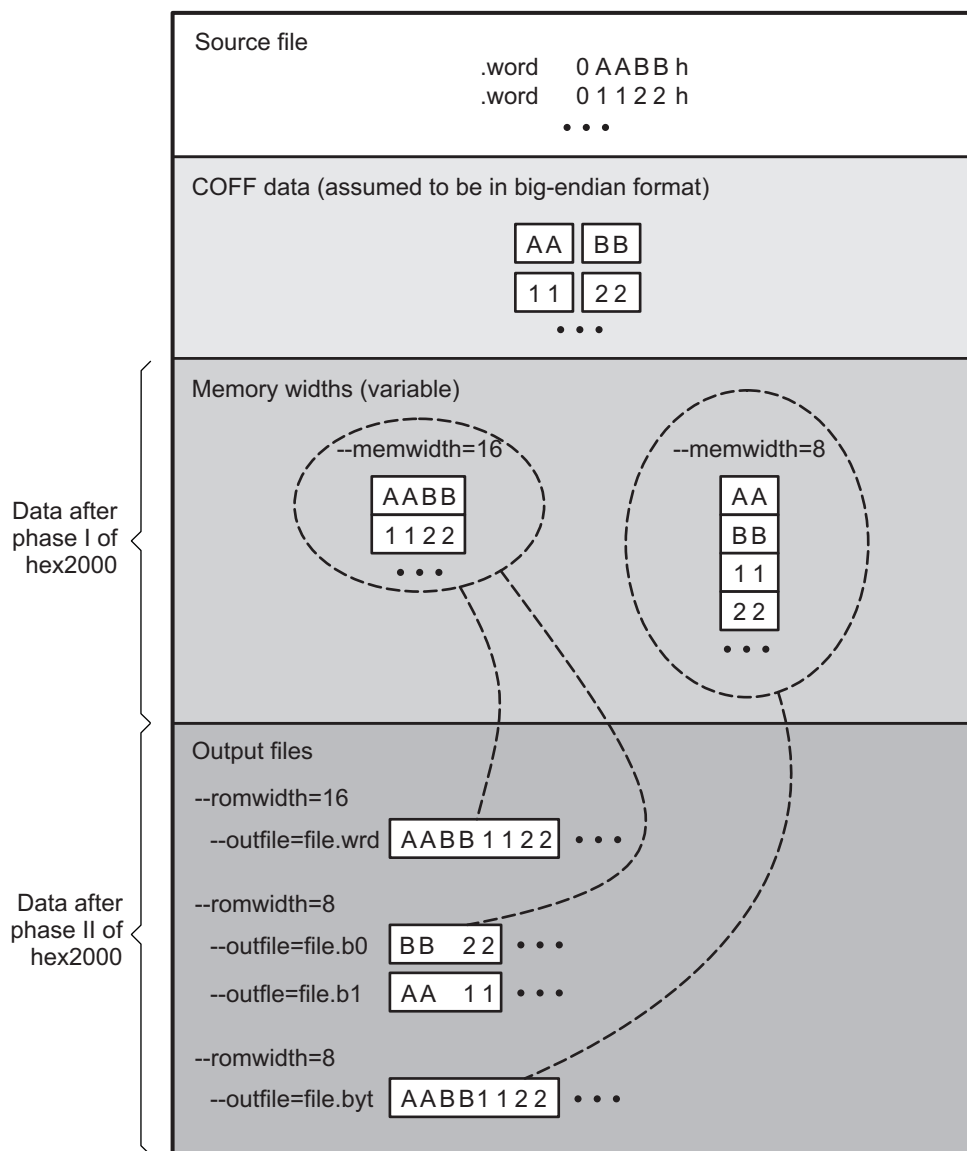 Source file
.word 0AABBh
.word 01122h
• • •
COFF data (assumed to be in big-endian format)
AA BB
11 22
• • •
Memory widths (variable)
--memwidth=16
AABB
1122
• • •
--memwidth=8
AA
BB
11
22
• • •
Data after
phase I of
hex2000
Output files
--romwidth=16
--outfile=file.wrd AABB1122 • • •
--romwidth=8
--outfile=file.b0 BB 22 • • •
--outfle=file.b1 AA 11 • • •
--romwidth=8
--outfile=file.byt AABB1122 • • •
Data after
phase II of
hex2000